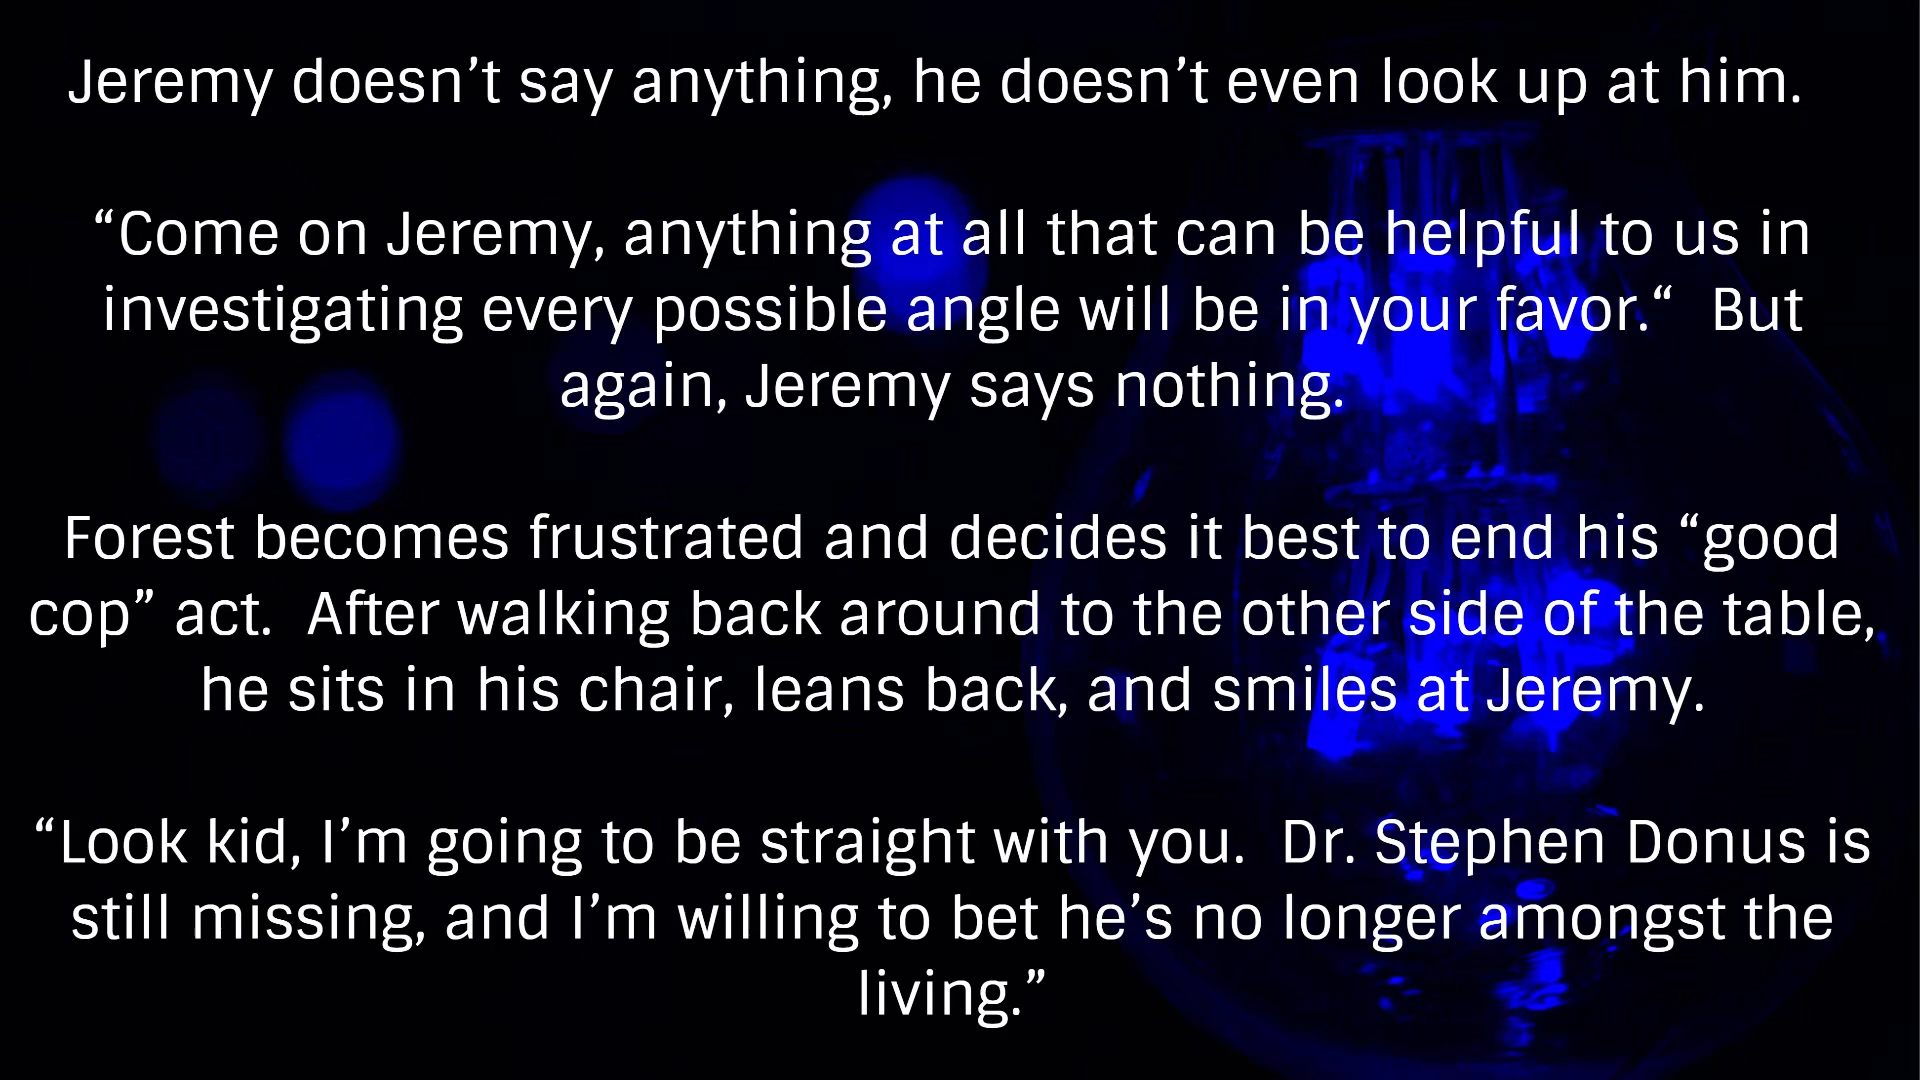 Jeremy doesn’t say anything, he doesn’t even look up at him.
“Come on Jeremy, anything at all that can be helpful to us in
investigating every possible angle will be in your favor.“  But
again, Jeremy says nothing.
Forest becomes frustrated and decides it best to end his “good
cop” act.  After walking back around to the other side of the table,
he sits in his chair, leans back, and smiles at Jeremy.
“Look kid, I’m going to be straight with you.  Dr. Stephen Donus is
still missing, and I’m willing to bet he’s no longer amongst the
living.”